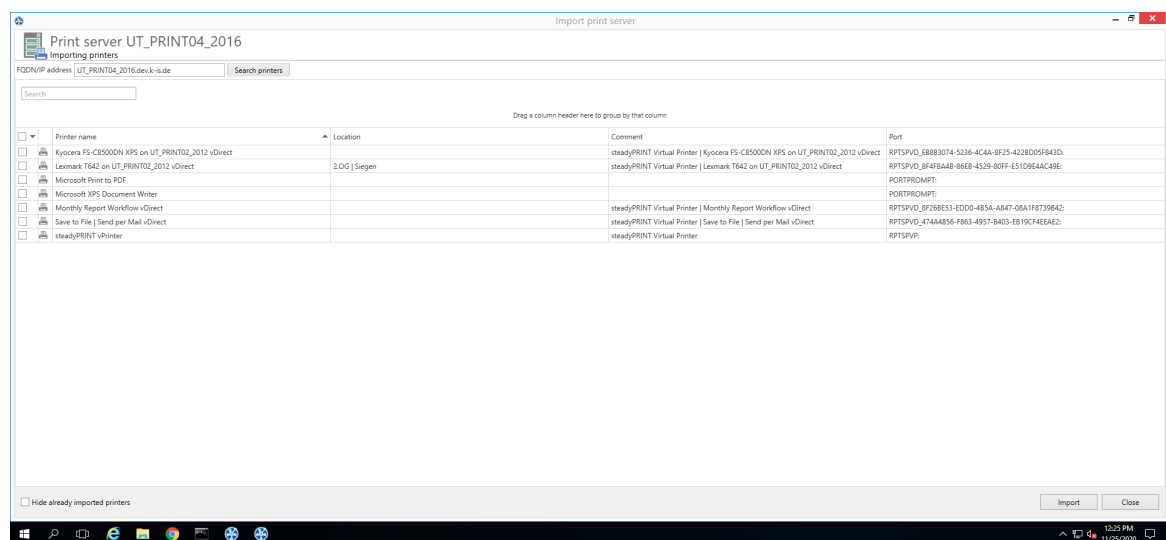 Import print server
Print server UT_PRINT04_2016
Importing printers
FQDN/IP address UT_PRINT04_2016.dev.k-is.de Search printers
Search
Drag a column header here to group by that column
Printer name Location Comment Port
Kyocera FS-C8500DN XPS on UT_PRINT02_2012 vDirect steadyPRINT Virtual Printer | Kyocera FS-C8500DN XPS on UT_PRINT02_2012 vDirect RPTSPVD_EB8B3074-5236-4C4A-8F25-422BD05F843D:
Lexmark T642 on UT_PRINT02_2012 vDirect 2.OG | Siegen steadyPRINT Virtual Printer | Lexmark T642 on UT_PRINT02_2012 vDirect RPTSPVD_8F4FBA4B-86EB-4529-80FF-E51D9E4AC49E:
Microsoft Print to PDF PORTPROMPT:
Microsoft XPS Document Writer PORTPROMPT:
Monthly Report Workflow vDirect steadyPRINT Virtual Printer | Monthly Report Workflow vDirect RPTSPVD_8F26BE53-EDD0-4B5A-A847-08A1F8739B42:
Save to File | Send per Mail vDirect steadyPRINT Virtual Printer | Save to File | Send per Mail vDirect RPTSPVD_474A4856-F863-4957-B403-EB19CF4EEAE2:
steadyPRINT vPrinter steadyPRINT Virtual Printer RPTSPVP:
Hide already imported printers Import Close
12:25 PM
11/25/2020